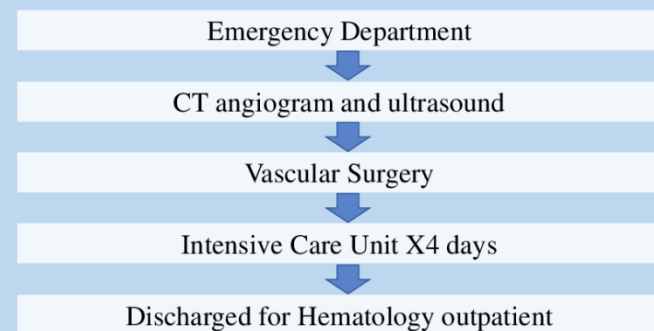 Emergency Department
CT angiogram and ultrasound
Vascular Surgery
Intensive Care Unit X4 days
Discharged for Hematology outpatient